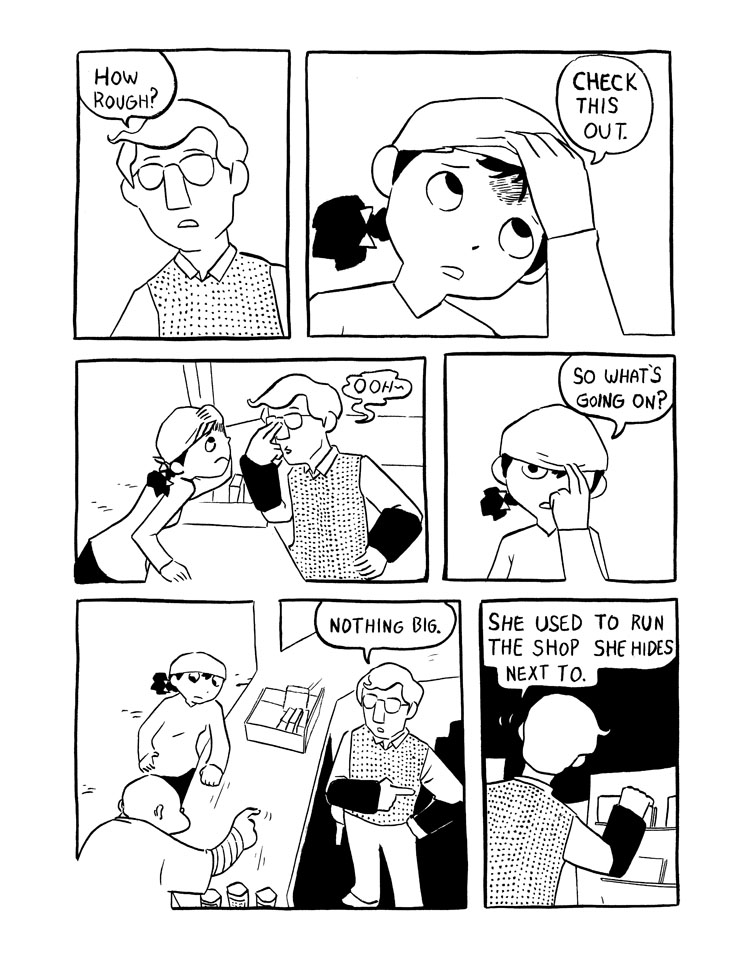 HOW
ROUGH?
CHECK
THIS
OUT.
OOH~
SO WHAT'S
GOING ON?
NOTHING BIG.
SHE USED TO RUN
THE SHOP SHE HIDES
NEXT TO.